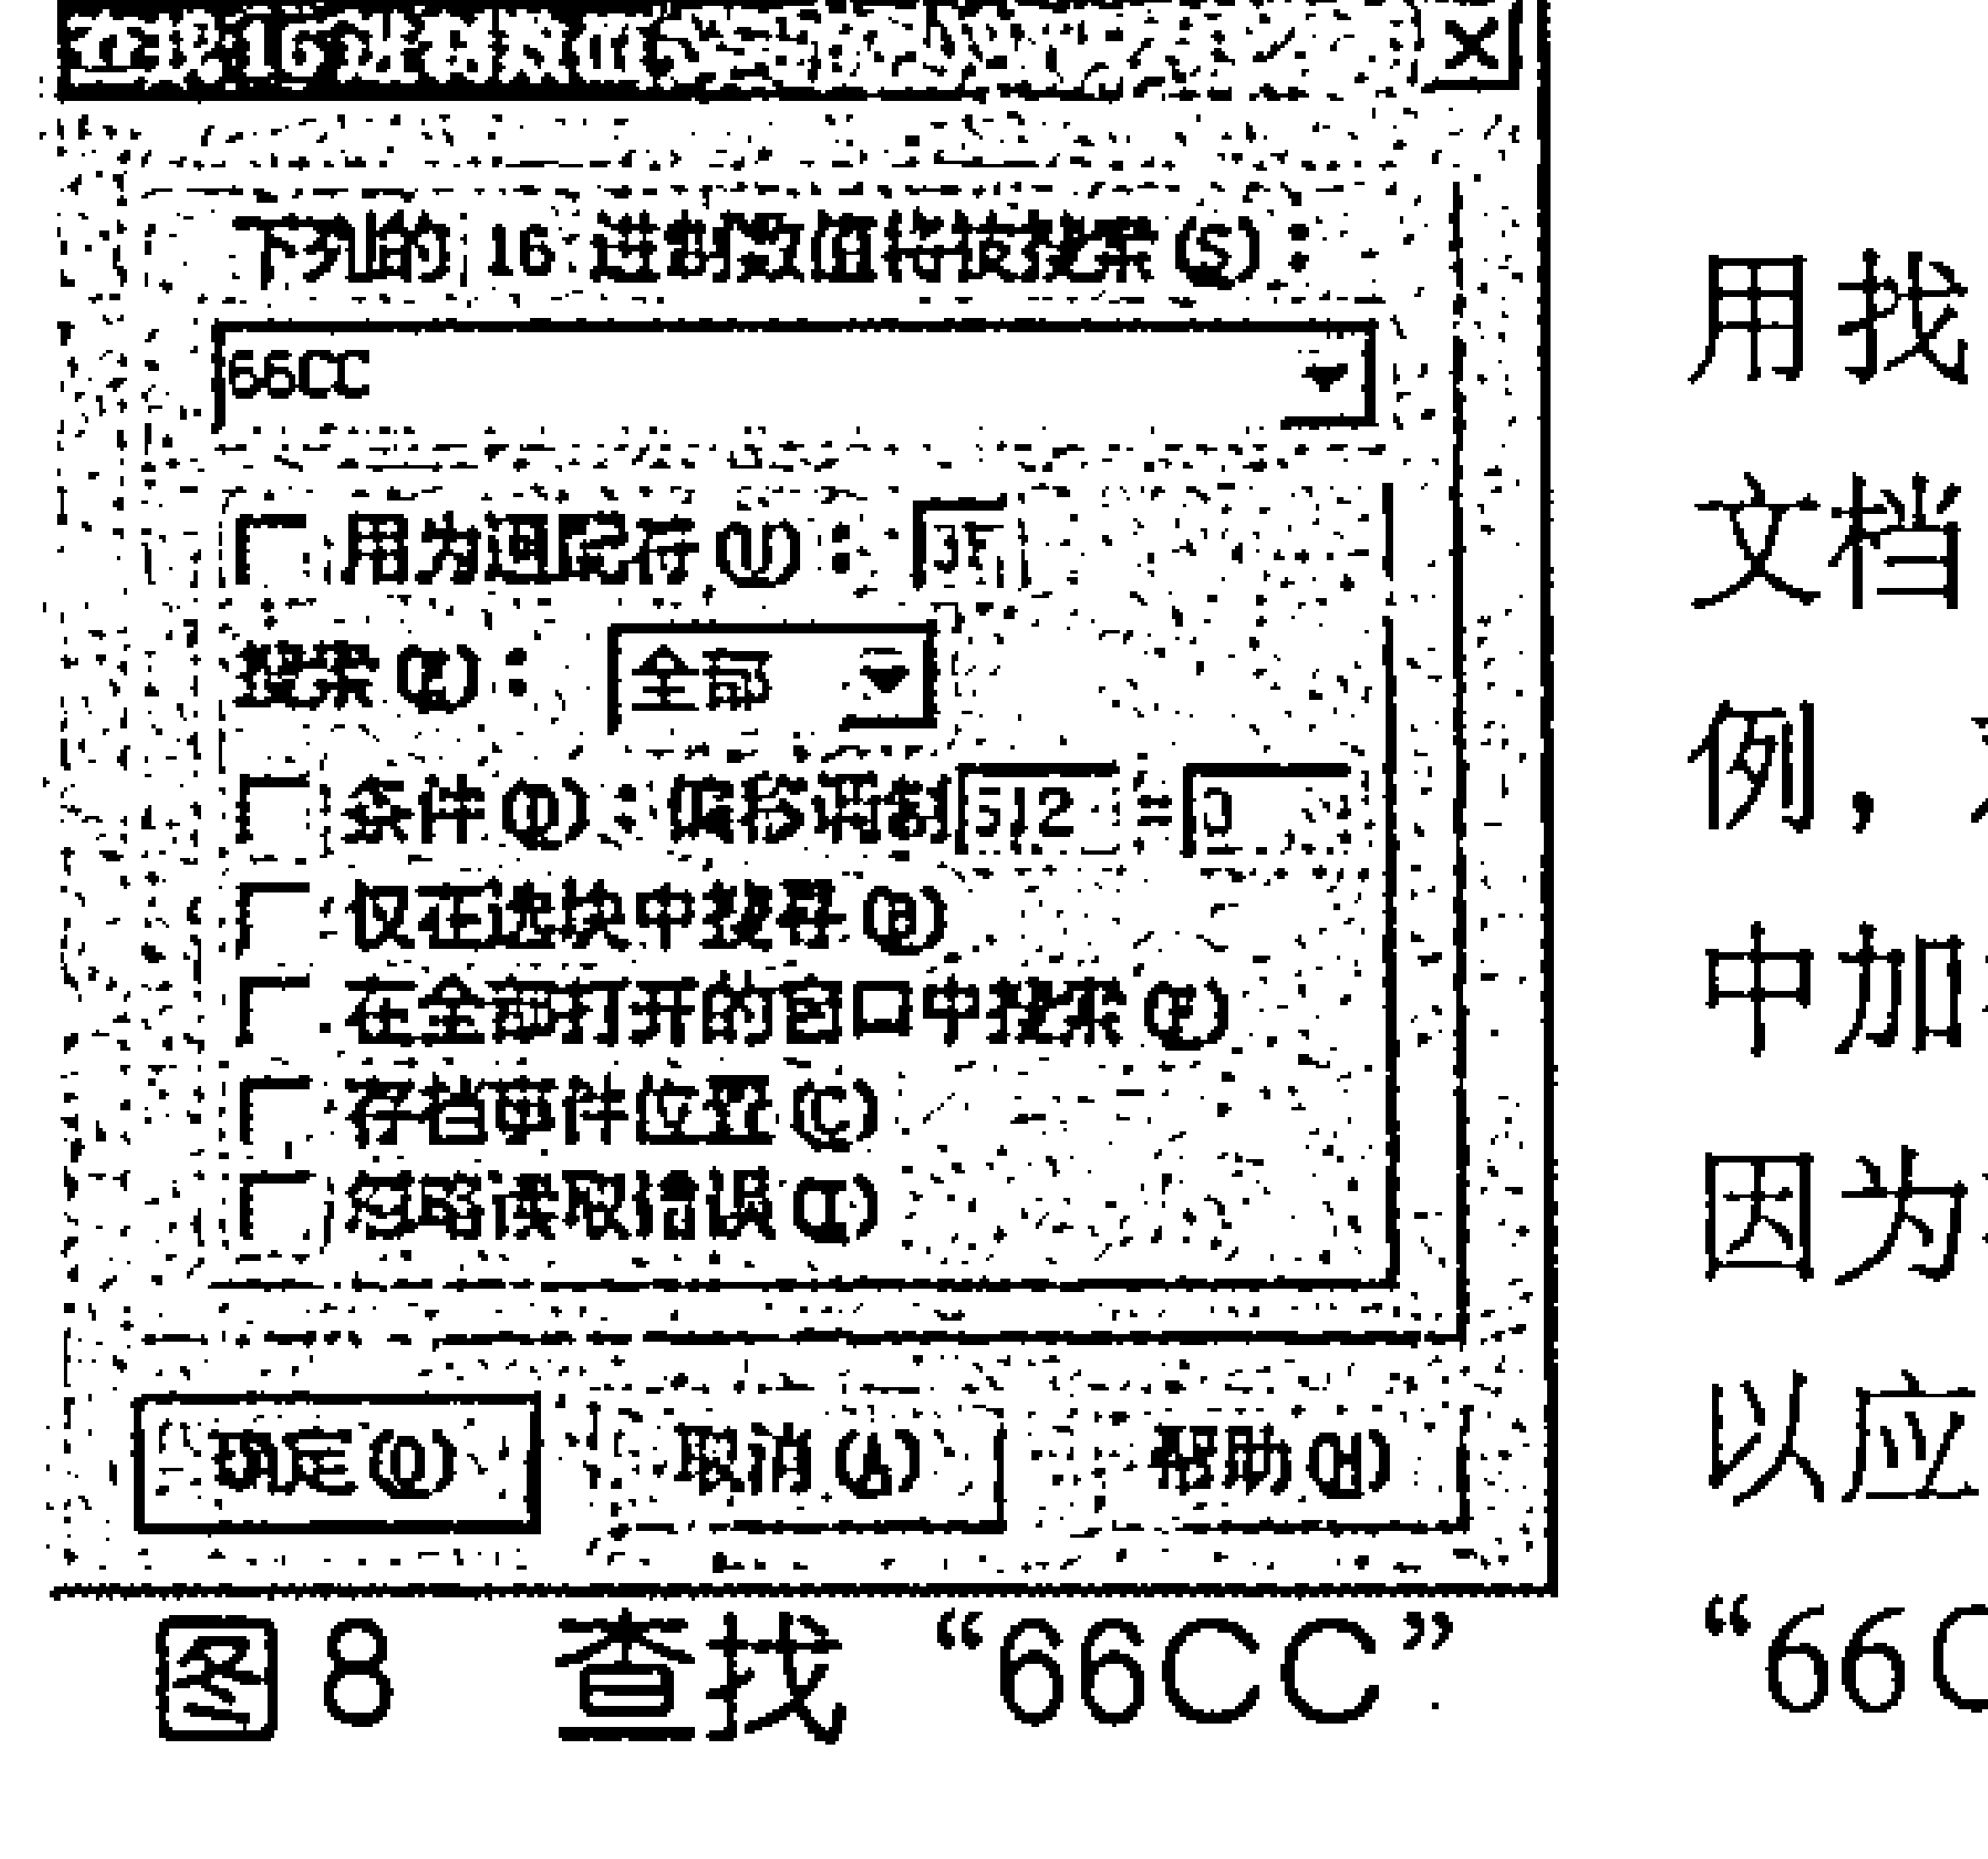 下列的 16 进制数值将被搜索(S)：
66CC
用为通配符(U)： 3F
搜索(E)： 全部
条件(O)：偏移调制 512 = 0
仅在选块中搜寻(B)
在全部打开的窗口中搜索(P)
存档事件位置(C)
忽略读取错误(I)
确定(O) 取消(A) 帮助(H)
图8 查找 “66CC”
用找
文档
例，
中加
因为
以应
“66C